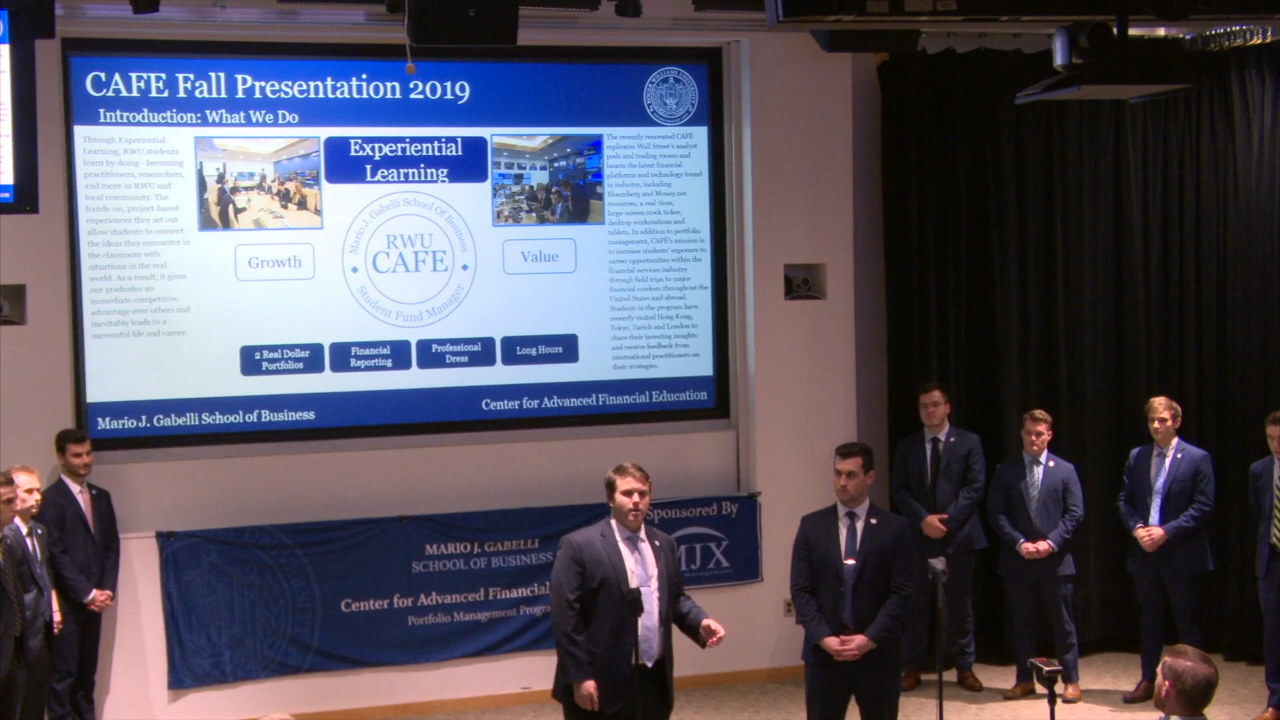 CAFE Fall Presentation 2019
Introduction: What We Do
Through Experiential
Learning, RWU students
learn by doing - becoming
practitioners, researchers,
and more in RWU and
local community. The
hands-on, project-based
experiences they set out
allow students to connect
the ideas they encounter in
the classroom with
situations in the real
world. As a result, it gives
our graduates an
immediate competitive
advantage over others and
inevitably leads to a
successful life and career.
Experiential
Learning
Growth
Mario J. Gabelli School Of Business
RWU
CAFE
Student Fund Manager
Value
2 Real Dollar
Portfolios
Financial
Reporting
Professional
Dress
Long Hours
The recently renovated CAFE
replicates Wall Street's analyst
pods and trading rooms and
boasts the latest financial
platforms and technology found
in industry, including
Bloomberg and Money.net
resources, a real-time,
large-screen stock ticker,
desktop workstations and
tablets. In addition to portfolio
management, CAFE's mission is
to increase students' exposure to
career opportunities within the
financial services industry
through field trips to major
financial markets throughout the
United States and abroad.
Students in the program have
recently visited Hong Kong,
Tokyo, Zurich and London to
share their investing insights
and receive feedback from
international practitioners on
their strategies.
Mario J. Gabelli School of Business
Center for Advanced Financial Education
MARIO J. GABELLI
SCHOOL OF BUSINESS
Center for Advanced Financial
Portfolio Management Progra
Sponsored By
MJX